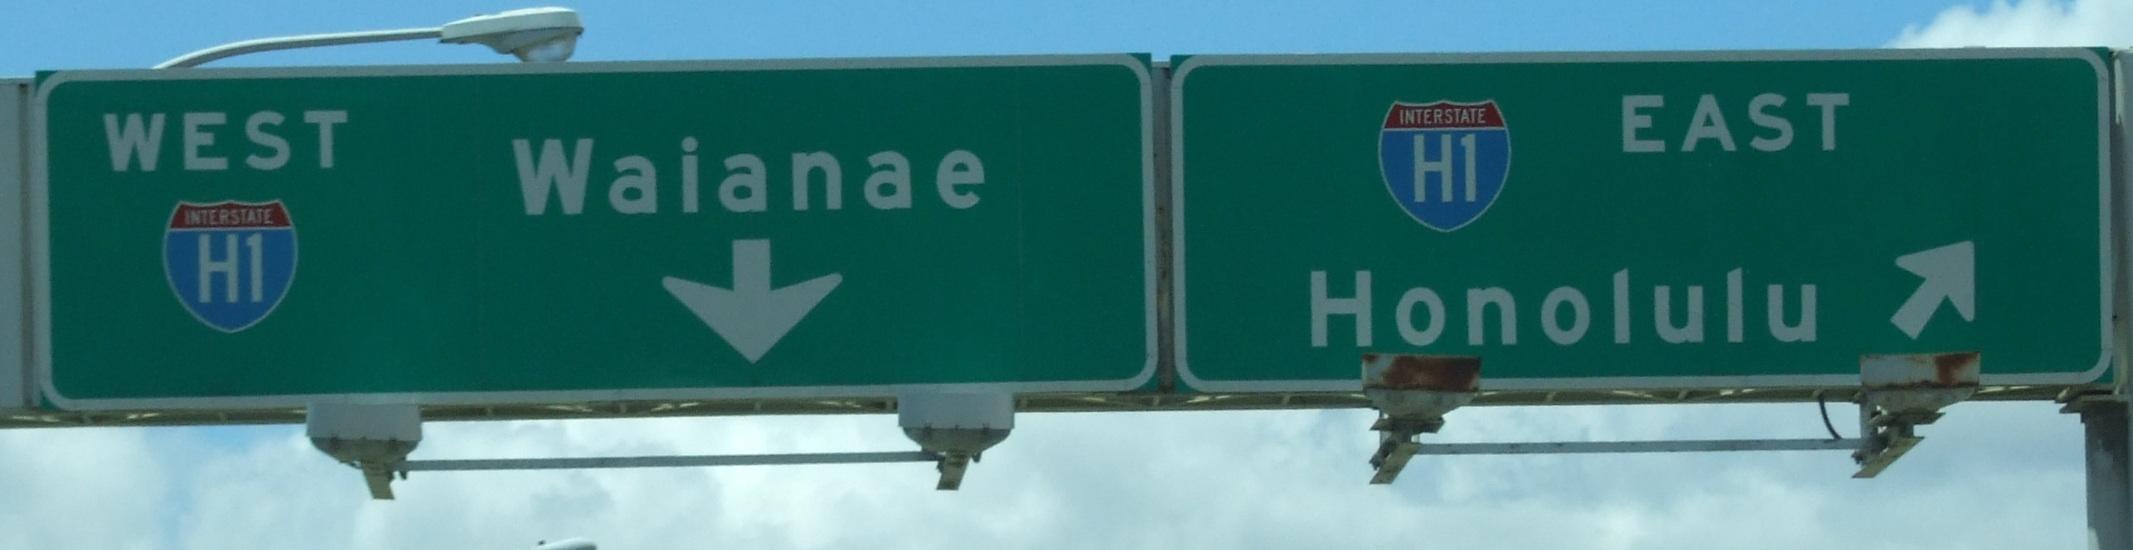 WEST
INTERSTATE
H1
Waianae
INTERSTATE
H1
EAST
Honolulu